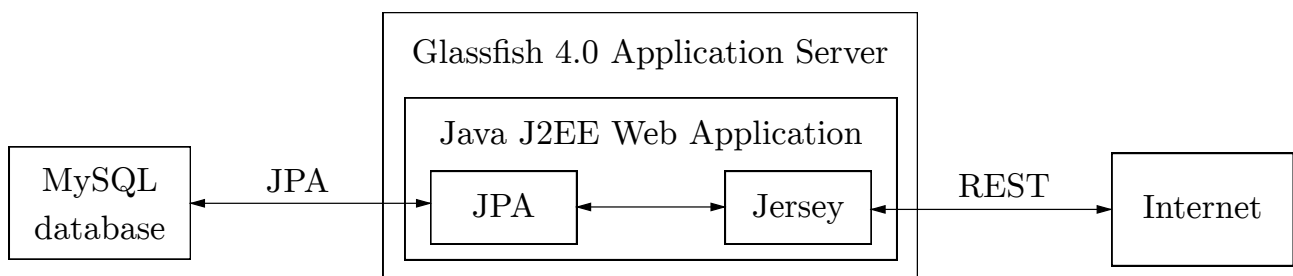 Glassfish 4.0 Application Server
Java J2EE Web Application
MySQL
database
JPA
JPA
Jersey
REST
Internet